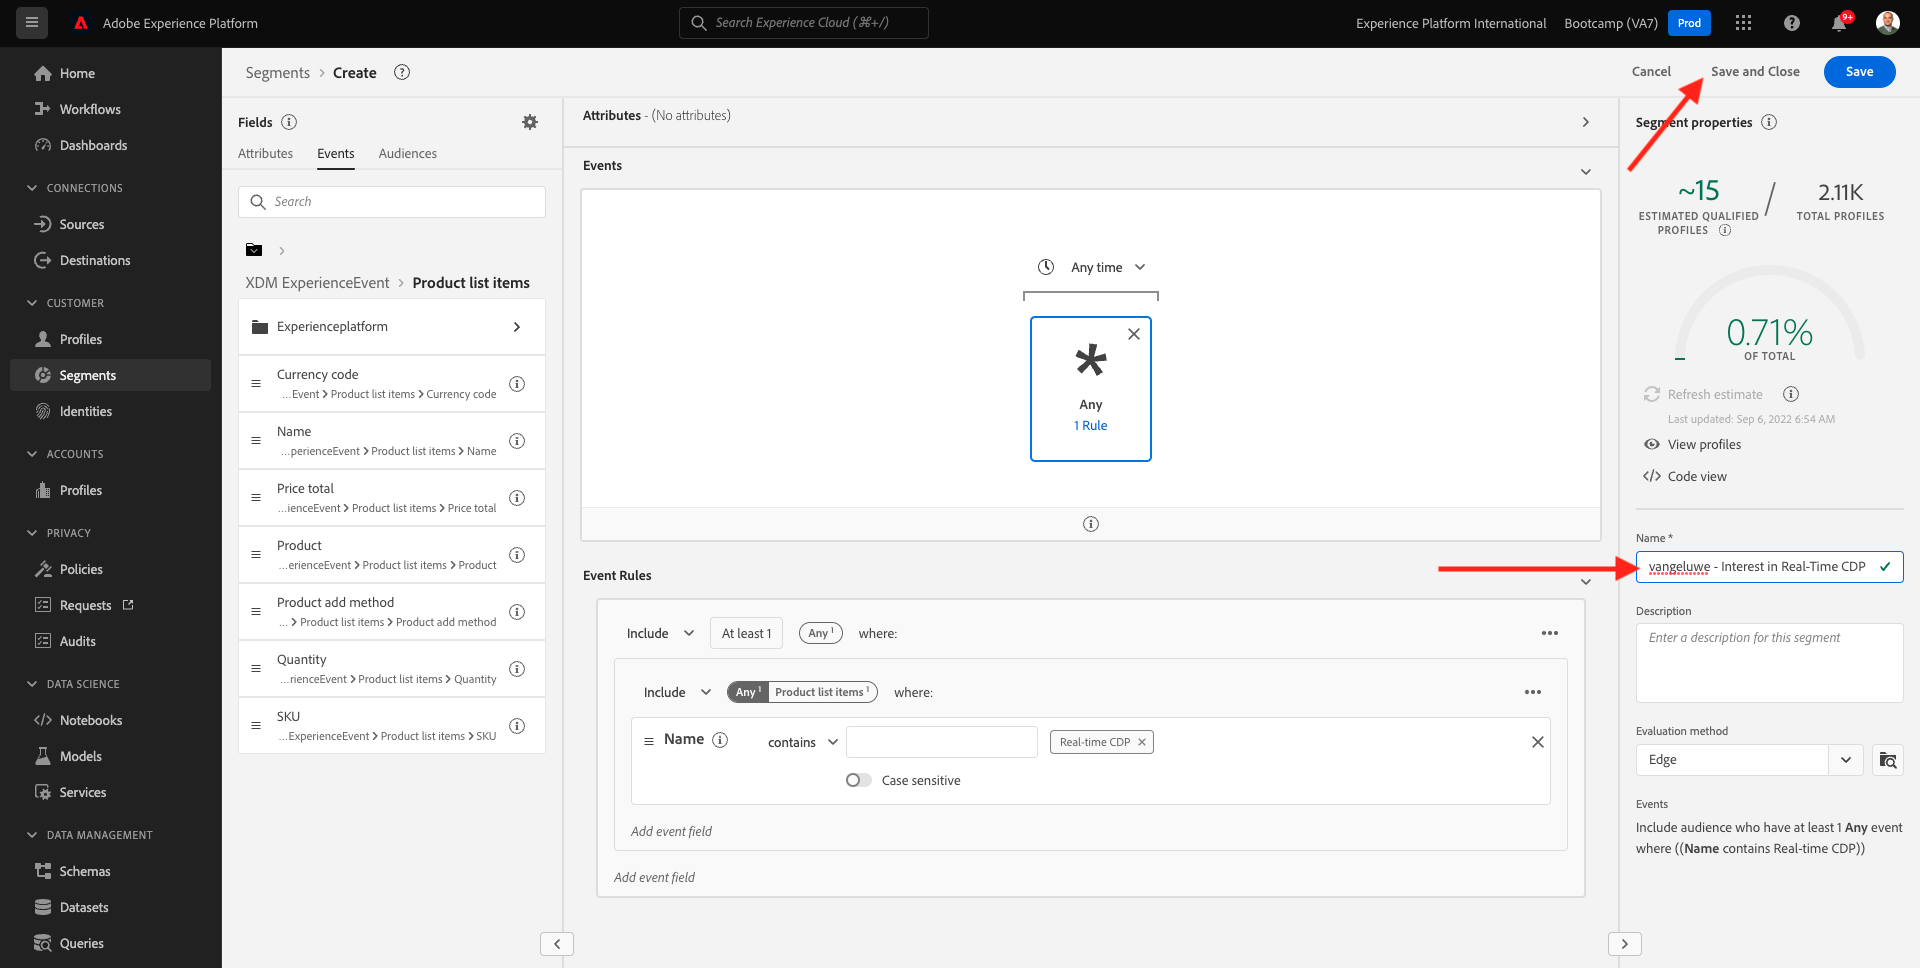 Adobe Experience Platform
Search Experience Cloud (⌘+/)
Experience Platform International
Bootcamp (VA7)
Prod
9+
Home
Workflows
Dashboards
CONNECTIONS
Sources
Destinations
CUSTOMER
Profiles
Segments
Identities
ACCOUNTS
Profiles
PRIVACY
Policies
Requests
Audits
DATA SCIENCE
Notebooks
Models
Services
DATA MANAGEMENT
Schemas
Datasets
Queries
Segments > Create
Cancel
Save and Close
Save
Fields
Attributes
Events
Audiences
Search
XDM ExperienceEvent > Product list items
Experienceplatform
Currency code
...Event > Product list items > Currency code
Name
...perienceEvent > Product list items > Name
Price total
...ienceEvent > Product list items > Price total
Product
...erienceEvent > Product list items > Product
Product add method
... > Product list items > Product add method
Quantity
...rienceEvent > Product list items > Quantity
SKU
...ExperienceEvent > Product list items > SKU
Attributes - (No attributes)
Events
Any time
Any
1 Rule
Event Rules
Include
At least 1
Any 1
where:
Include
Any 1
Product list items 1
where:
Name
contains
Real-time CDP
Case sensitive
Add event field
Add event field
Segment properties
~15
ESTIMATED QUALIFIED
PROFILES
/
2.11K
TOTAL PROFILES
0.71%
OF TOTAL
Refresh estimate
Last updated: Sep 6, 2022 6:54 AM
View profiles
Code view
Name *
vangeluwe - Interest in Real-Time CDP
Description
Enter a description for this segment
Evaluation method
Edge
Events
Include audience who have at least 1 Any event
where ((Name contains Real-time CDP))